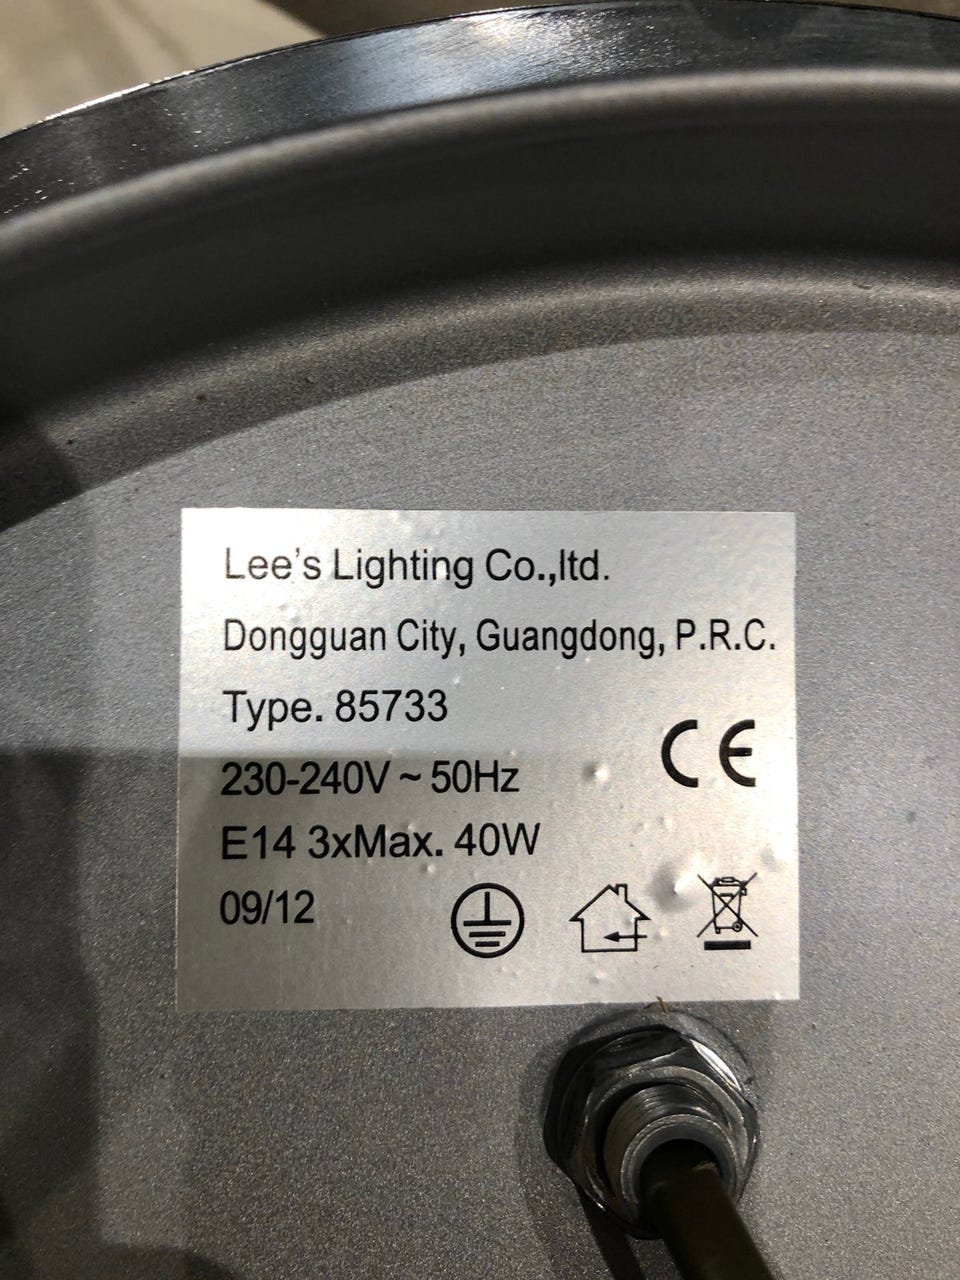 Lee's Lighting Co.,ltd.
Dongguan City, Guangdong, P.R.C.
Type. 85733
CE
230-240V ~ 50Hz
E14 3xMax. 40W
09/12